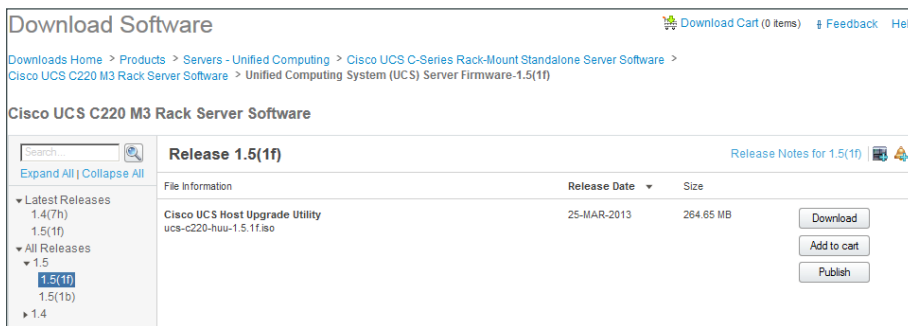 Download Software
Download Cart (0 items) Feedback Hel
Downloads Home > Products > Servers - Unified Computing > Cisco UCS C-Series Rack-Mount Standalone Server Software >
Cisco UCS C220 M3 Rack Server Software > Unified Computing System (UCS) Server Firmware-1.5(1f)
Cisco UCS C220 M3 Rack Server Software
Search...
Expand All | Collapse All
Latest Releases
1.4(7h)
1.5(1f)
All Releases
1.5
1.5(1f)
1.5(1b)
1.4
Release 1.5(1f)
Release Notes for 1.5(1f)
File Information Release Date Size
Cisco UCS Host Upgrade Utility 25-MAR-2013 264.65 MB
ucs-c220-huu-1.5.1f.iso
Download
Add to cart
Publish